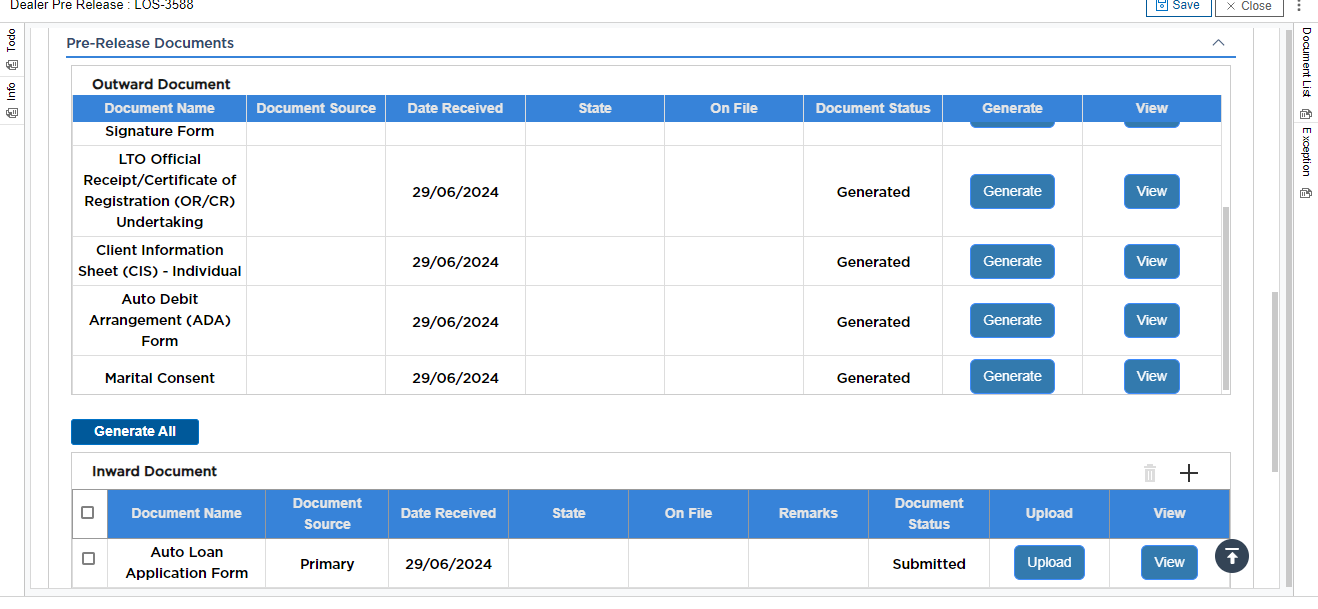 Dealer Pre Release : LOS-3588
Save
Close
Todo
Info
Document List
Exception
Pre-Release Documents
Outward Document
Document Name Document Source Date Received State On File Document Status Generate View
Signature Form
LTO Official
Receipt/Certificate of
Registration (OR/CR)
Undertaking
29/06/2024 Generated Generate View
Client Information
Sheet (CIS) - Individual
29/06/2024 Generated Generate View
Auto Debit
Arrangement (ADA)
Form
29/06/2024 Generated Generate View
Marital Consent 29/06/2024 Generated Generate View
Generate All
Inward Document
Document Name Document
Source Date Received State On File Remarks Document
Status Upload View
Auto Loan
Application Form
Primary 29/06/2024 Submitted Upload View